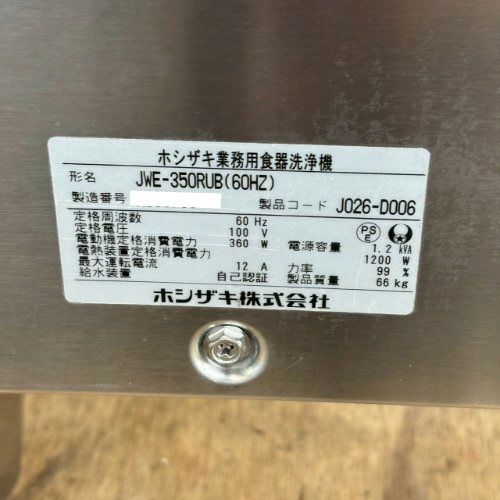 ホシザキ業務用食器洗浄機
形名 JWE-350RUB(60HZ)
製造番号 製品コード J026-D006
定格周波数 60 Hz
定格電圧 100 V
電動機定格消費電力 360 W 電源容量 1.2 kVA
電熱装置定格消費電力 1200 W
最大運転電流 12 A 力率 99 %
給水装置 自己認証 製品質量 66 kg
PSE
ホシザキ株式会社